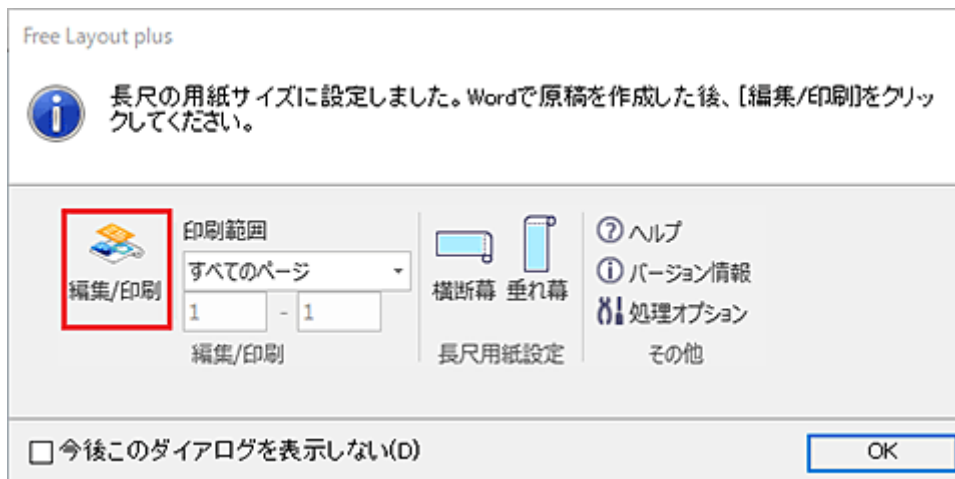 Free Layout plus
長尺の用紙サイズに設定しました。Wordで原稿を作成した後、[編集/印刷]をクリッ
クしてください。
編集/印刷
印刷範囲
すべてのページ
1 - 1
編集/印刷
横断幕 垂れ幕
長尺用紙設定
ヘルプ
バージョン情報
処理オプション
その他
今後このダイアログを表示しない(D)
OK